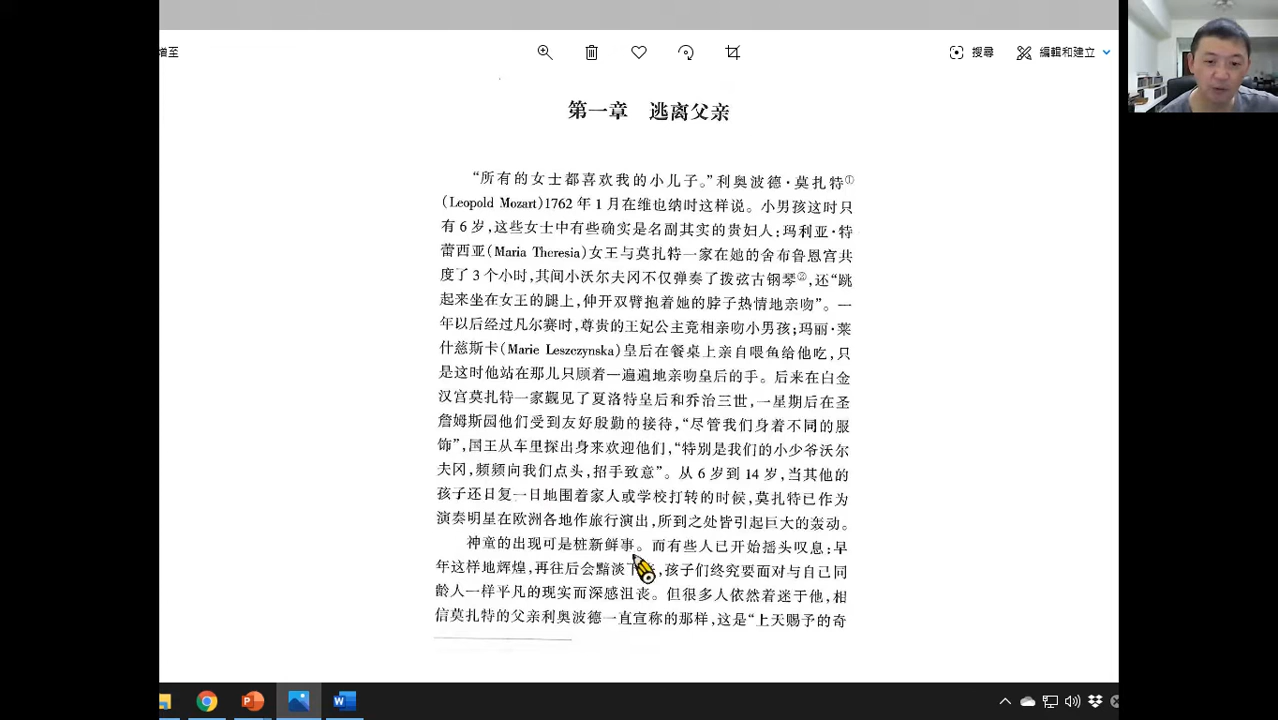 增至
搜尋
編輯和建立
第一章 逃离父亲
“所有的女士都喜欢我的小儿子。”利奥波德·莫扎特①
(Leopold Mozart)1762 年 1 月在维也纳时这样说。小男孩这时只
有 6 岁,这些女士中有些确实是名副其实的贵妇人:玛利亚·特
蕾西亚(Maria Theresia)女王与莫扎特一家在她的舍布鲁恩宫共
度了 3 个小时,其间小沃尔夫冈不仅弹奏了拨弦古钢琴②,还“跳
起来坐在女王的腿上,伸开双臂抱着她的脖子热情地亲吻”。一
年以后经过凡尔赛时,尊贵的王妃公主竟相亲吻小男孩;玛丽·莱
什慈斯卡(Marie Leszczynska)皇后在餐桌上亲自喂鱼给他吃,只
是这时他站在那儿只顾着一遍遍地亲吻皇后的手。后来在白金
汉宫莫扎特一家觐见了夏洛特皇后和乔治三世,一星期后在圣
詹姆斯园他们受到友好殷勤的接待,“尽管我们身着不同的服
饰”,国王从车里探出身来欢迎他们,“特别是我们的小少爷沃尔
夫冈,频频向我们点头,招手致意”。从 6 岁到 14 岁,当其他的
孩子还日复一日地围着家人或学校打转的时候,莫扎特已作为
演奏明星在欧洲各地作旅行演出,所到之处皆引起巨大的轰动。
神童的出现可是桩新鲜事。而有些人已开始摇头叹息:早
年这样地辉煌,再往后会黯淡下,孩子们终究要面对与自己同
龄人一样平凡的现实而深感沮丧。但很多人依然着迷于他,相
信莫扎特的父亲利奥波德一直宣称的那样,这是“上天赐予的奇